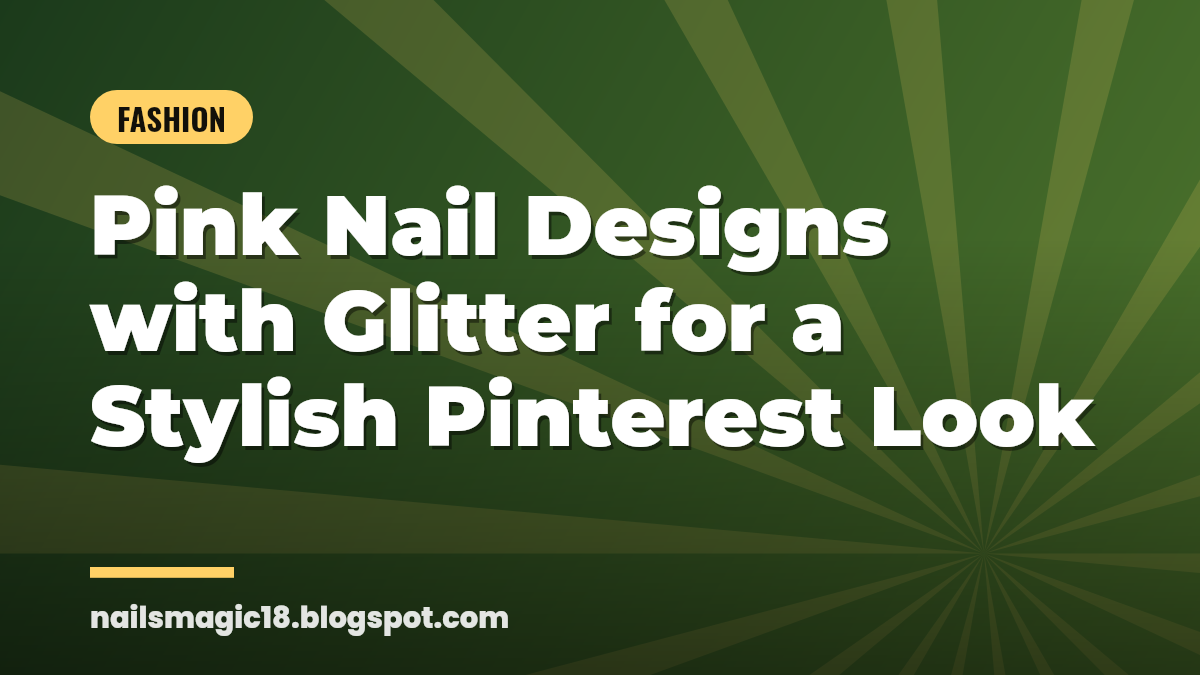 FASHION
Pink Nail Designs
with Glitter for a
Stylish Pinterest Look
nailsmagic18.blogspot.com